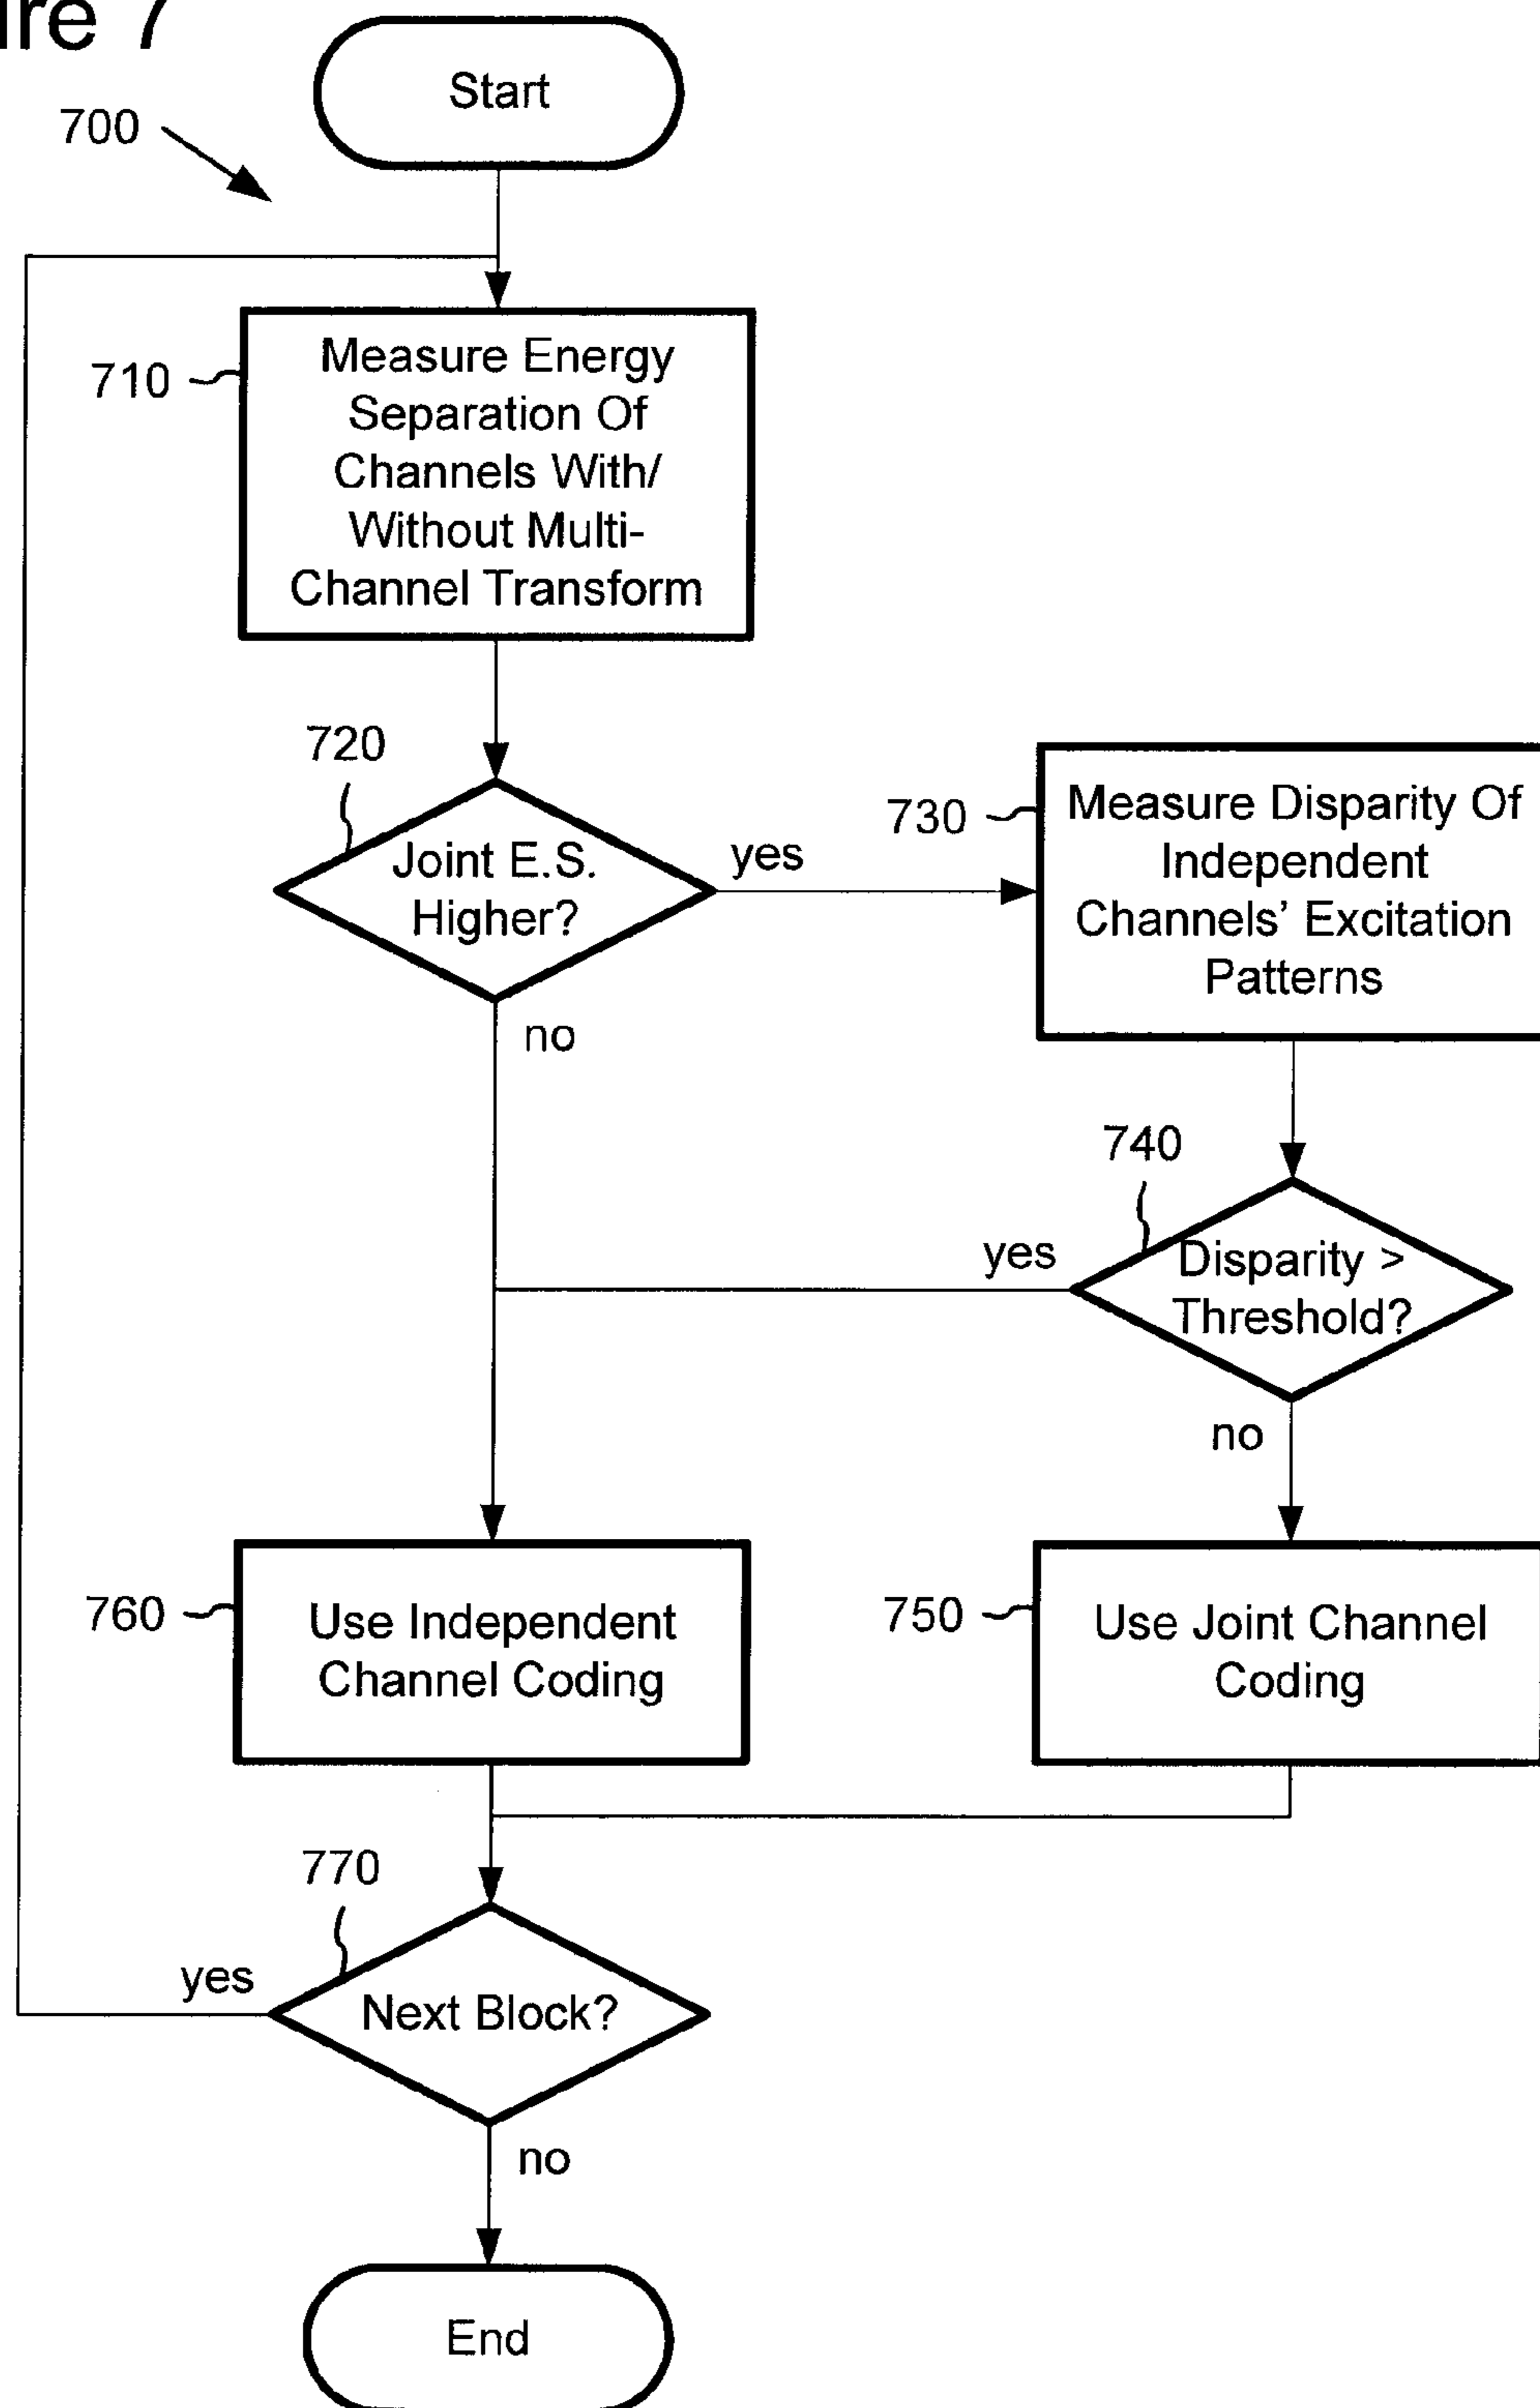 7
Start
700
710
Measure Energy
Separation Of
Channels With/
Without Multi-
Channel Transform
720
Joint E.S.
Higher?
yes
no
730
Measure Disparity Of
Independent
Channels’ Excitation
Patterns
740
Disparity >
Threshold?
yes
no
760
Use Independent
Channel Coding
750
Use Joint Channel
Coding
770
Next Block?
yes
no
End